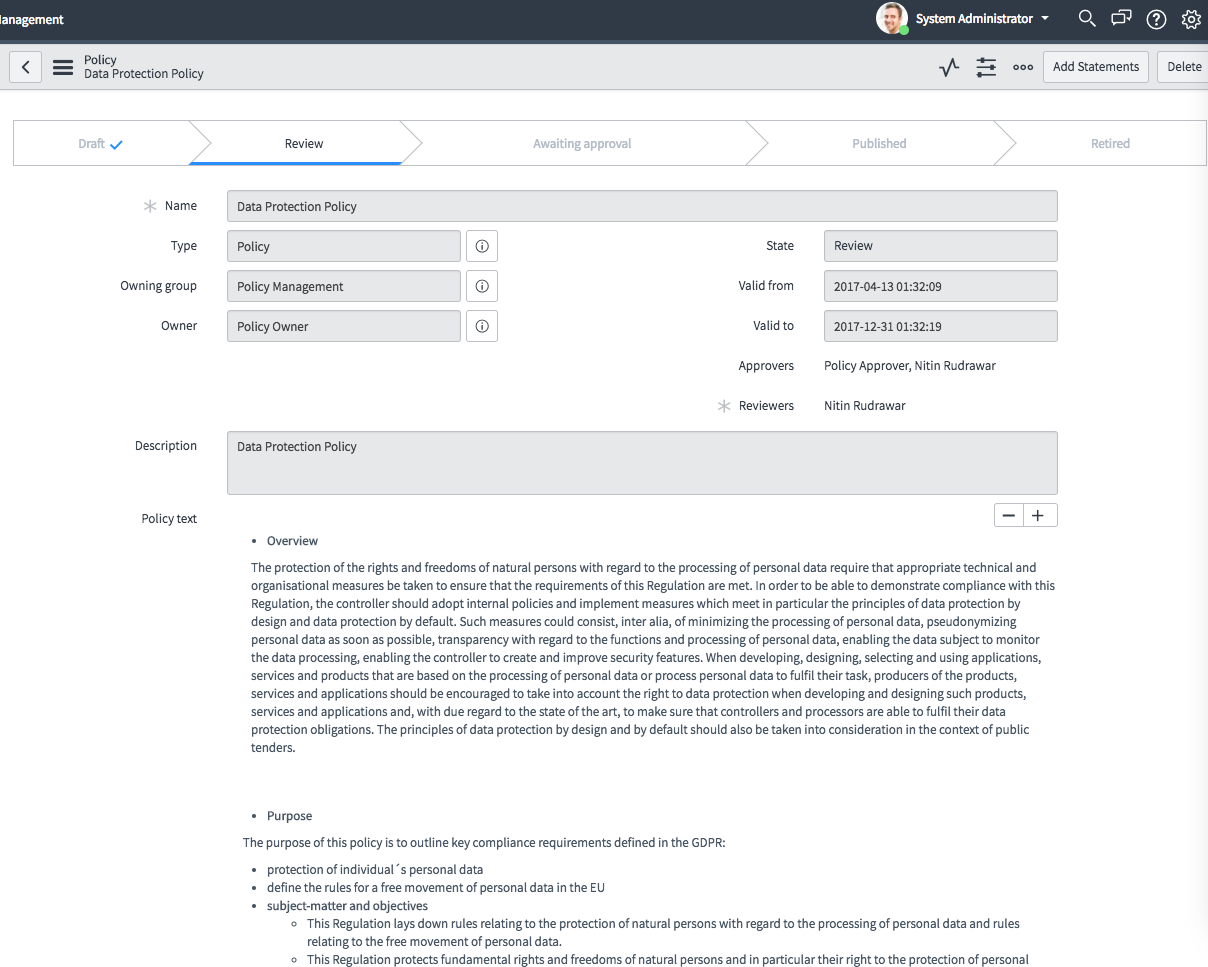 System Administrator
Policy
Data Protection Policy
Add Statements
Delete
Draft
Review
Awaiting approval
Published
Retired
Name
Data Protection Policy
Type
Policy
State
Review
Owning group
Policy Management
Valid from
2017-04-13 01:32:09
Owner
Policy Owner
Valid to
2017-12-31 01:32:19
Approvers
Policy Approver, Nitin Rudrawar
Reviewers
Nitin Rudrawar
Description
Data Protection Policy
Policy text
• Overview
The protection of the rights and freedoms of natural persons with regard to the processing of personal data require that appropriate technical and
organisational measures be taken to ensure that the requirements of this Regulation are met. In order to be able to demonstrate compliance with this
Regulation, the controller should adopt internal policies and implement measures which meet in particular the principles of data protection by
design and data protection by default. Such measures could consist, inter alia, of minimizing the processing of personal data, pseudonymizing
personal data as soon as possible, transparency with regard to the functions and processing of personal data, enabling the data subject to monitor
the data processing, enabling the controller to create and improve security features. When developing, designing, selecting and using applications,
services and products that are based on the processing of personal data or process personal data to fulfil their task, producers of the products,
services and applications should be encouraged to take into account the right to data protection when developing and designing such products,
services and applications and, with due regard to the state of the art, to make sure that controllers and processors are able to fulfil their data
protection obligations. The principles of data protection by design and by default should also be taken into consideration in the context of public
tenders.
• Purpose
The purpose of this policy is to outline key compliance requirements defined in the GDPR:
• protection of individual´s personal data
• define the rules for a free movement of personal data in the EU
• subject-matter and objectives
◦ This Regulation lays down rules relating to the protection of natural persons with regard to the processing of personal data and rules
relating to the free movement of personal data.
◦ This Regulation protects fundamental rights and freedoms of natural persons and in particular their right to the protection of personal